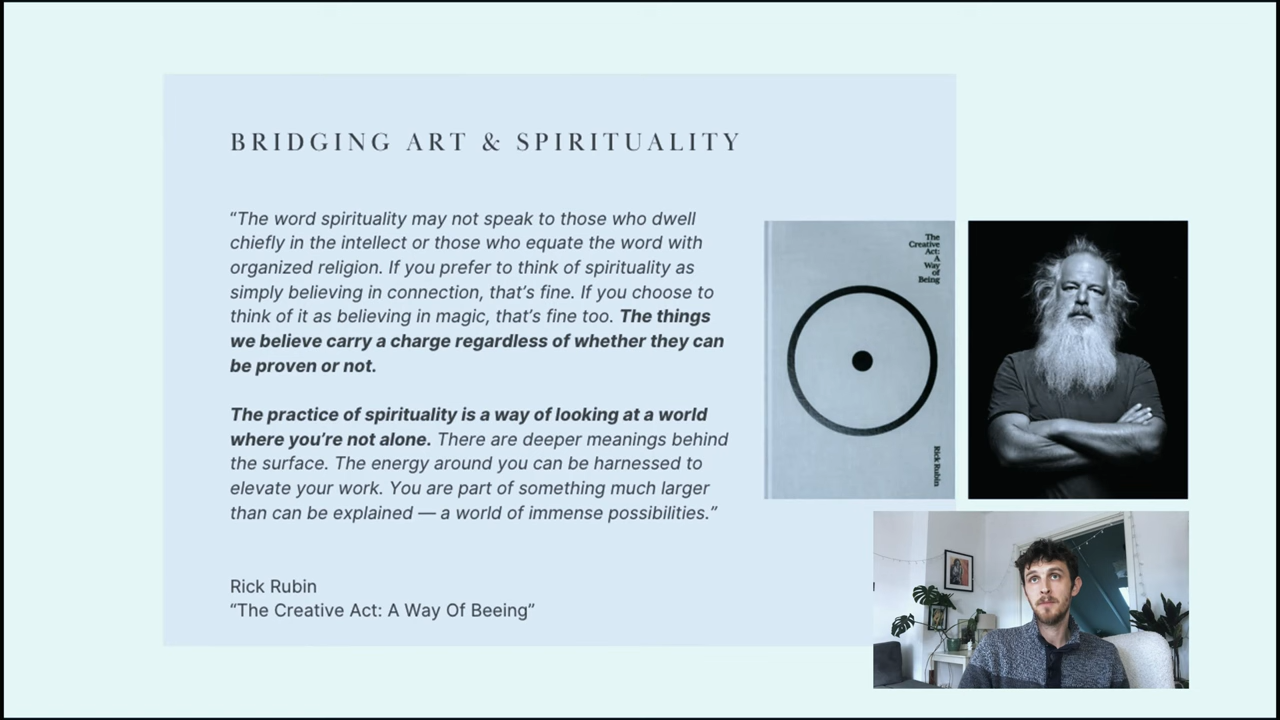 BRIDGING ART & SPIRITUALITY
“The word spirituality may not speak to those who dwell
chiefly in the intellect or those who equate the word with
organized religion. If you prefer to think of spirituality as
simply believing in connection, that’s fine. If you choose to
think of it as believing in magic, that’s fine too. The things
we believe carry a charge regardless of whether they can
be proven or not.
The practice of spirituality is a way of looking at a world
where you’re not alone. There are deeper meanings behind
the surface. The energy around you can be harnessed to
elevate your work. You are part of something much larger
than can be explained — a world of immense possibilities.”
Rick Rubin
“The Creative Act: A Way Of Beeing”
The
Creative
Act:
A
Way
of
Being
Rick Rubin